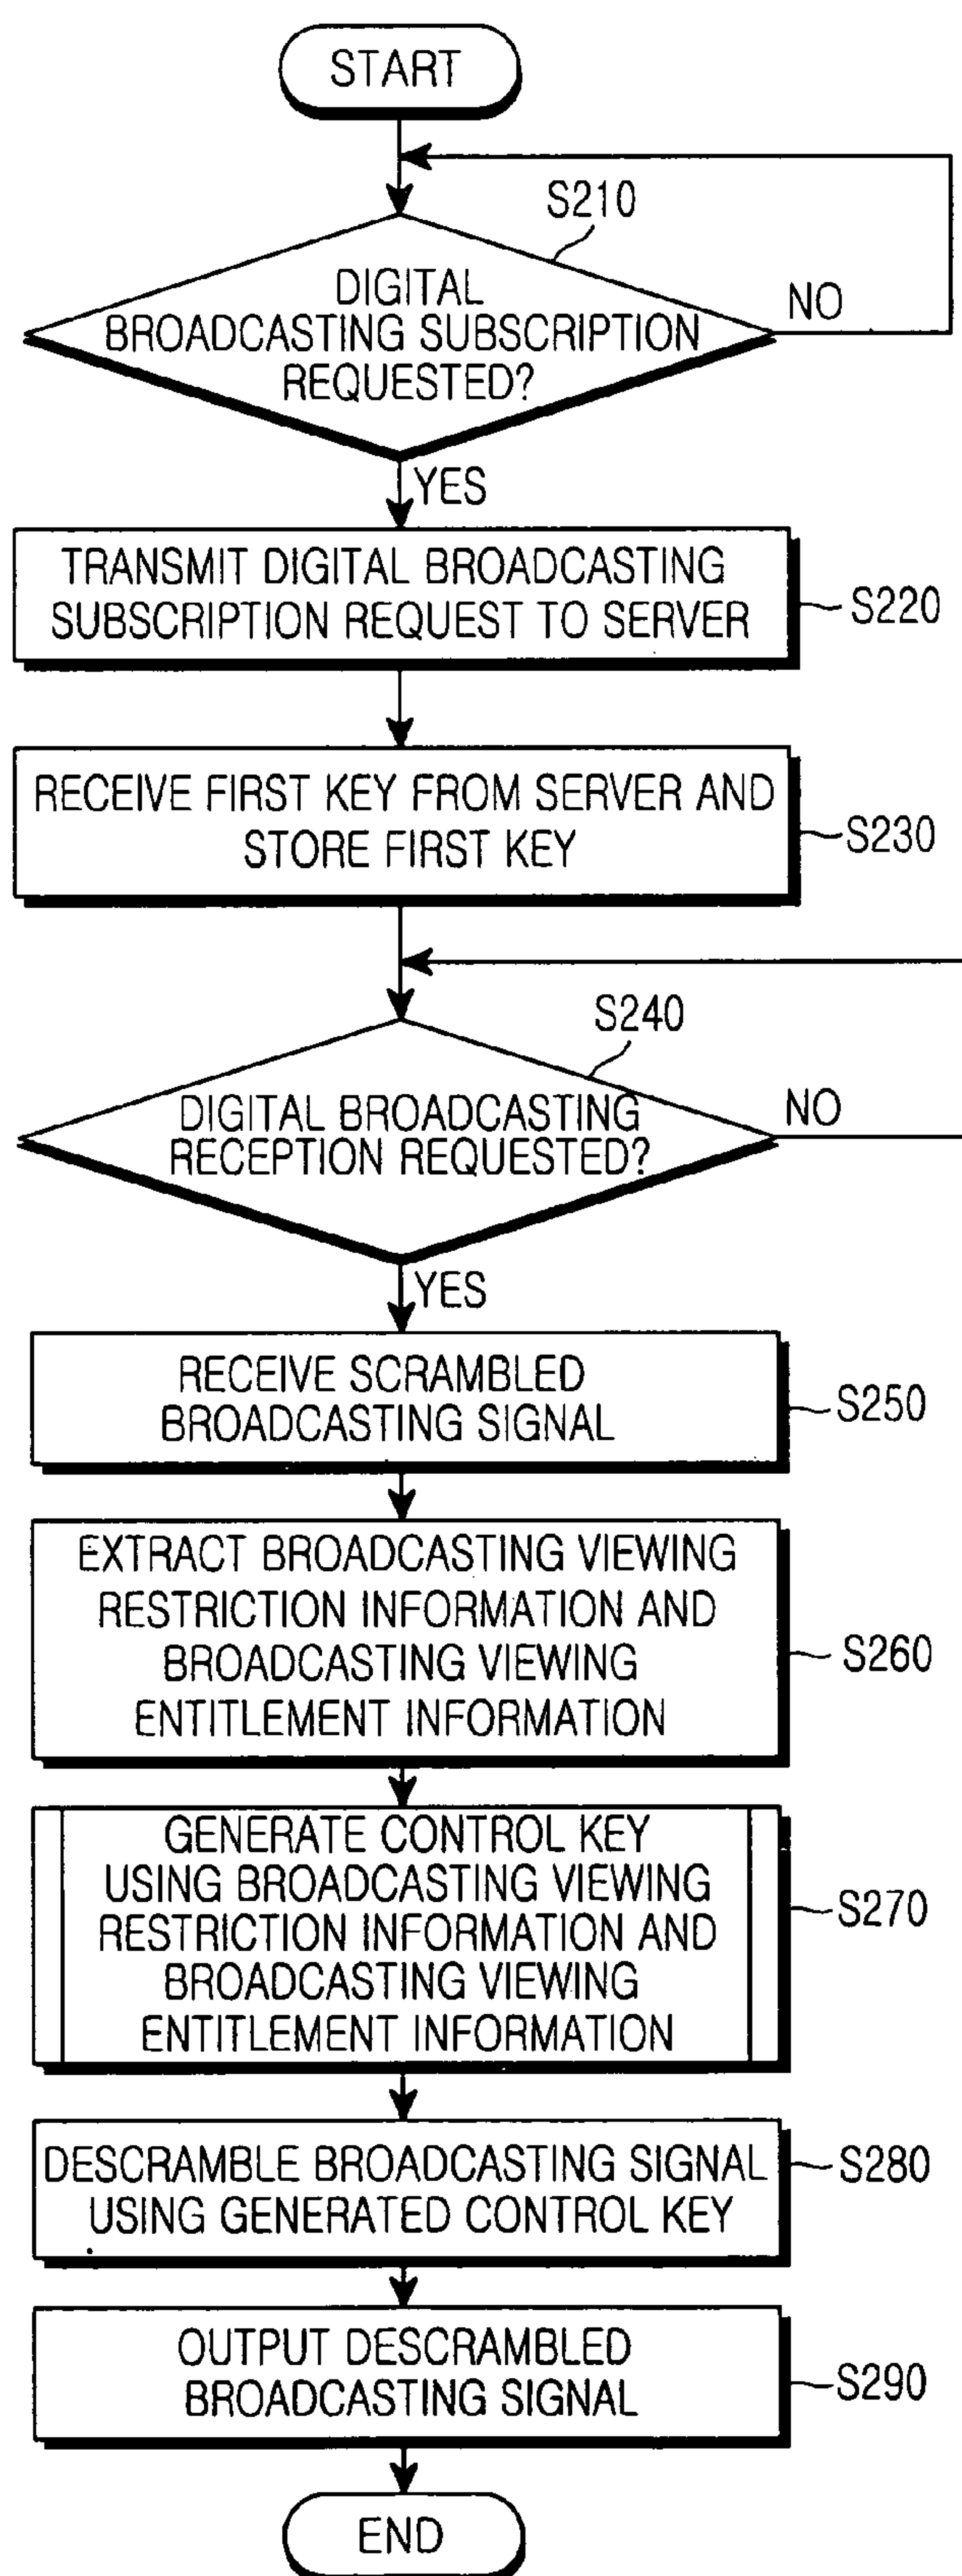 START
S210
DIGITAL
BROADCASTING SUBSCRIPTION
REQUESTED?
NO
YES
TRANSMIT DIGITAL BROADCASTING
SUBSCRIPTION REQUEST TO SERVER
S220
RECEIVE FIRST KEY FROM SERVER AND
STORE FIRST KEY
S230
S240
DIGITAL BROADCASTING
RECEPTION REQUESTED?
NO
YES
RECEIVE SCRAMBLED
BROADCASTING SIGNAL
S250
EXTRACT BROADCASTING VIEWING
RESTRICTION INFORMATION AND
BROADCASTING VIEWING
ENTITLEMENT INFORMATION
S260
GENERATE CONTROL KEY
USING BROADCASTING VIEWING
RESTRICTION INFORMATION AND
BROADCASTING VIEWING
ENTITLEMENT INFORMATION
S270
DESCRAMBLE BROADCASTING SIGNAL
USING GENERATED CONTROL KEY
S280
OUTPUT DESCRAMBLED
BROADCASTING SIGNAL
S290
END